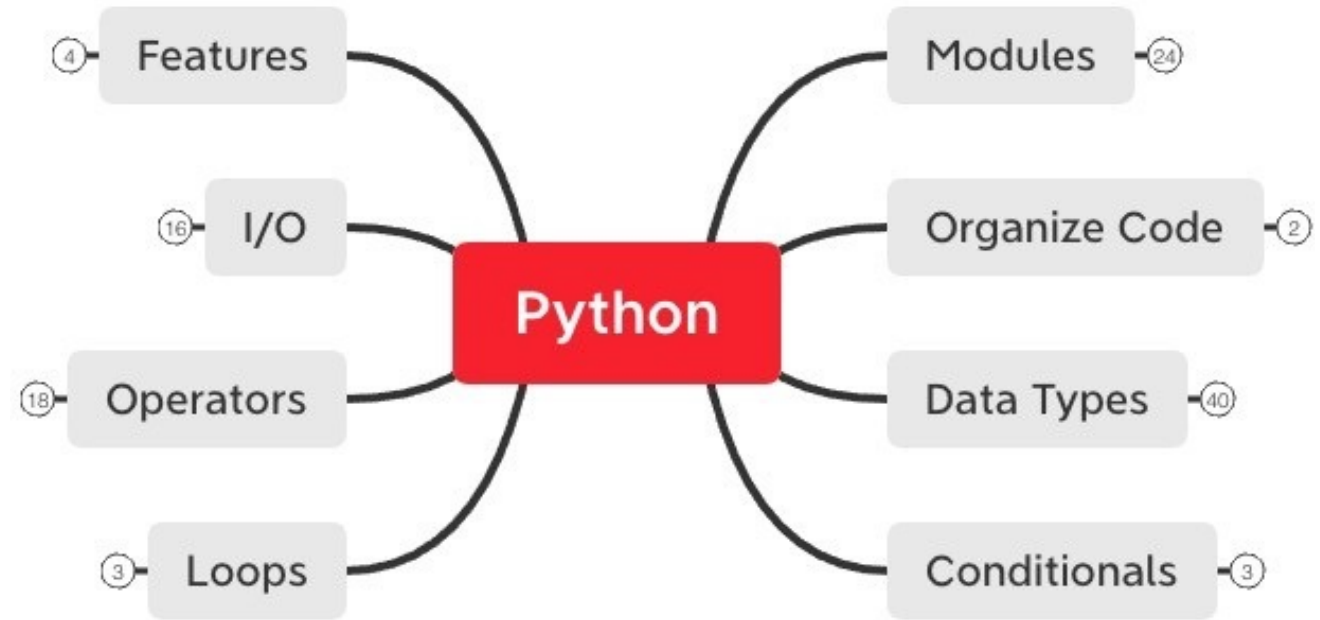 4 Features
Modules 24
16 I/O
Organize Code 2
Python
18 Operators
Data Types 40
3 Loops
Conditionals 3